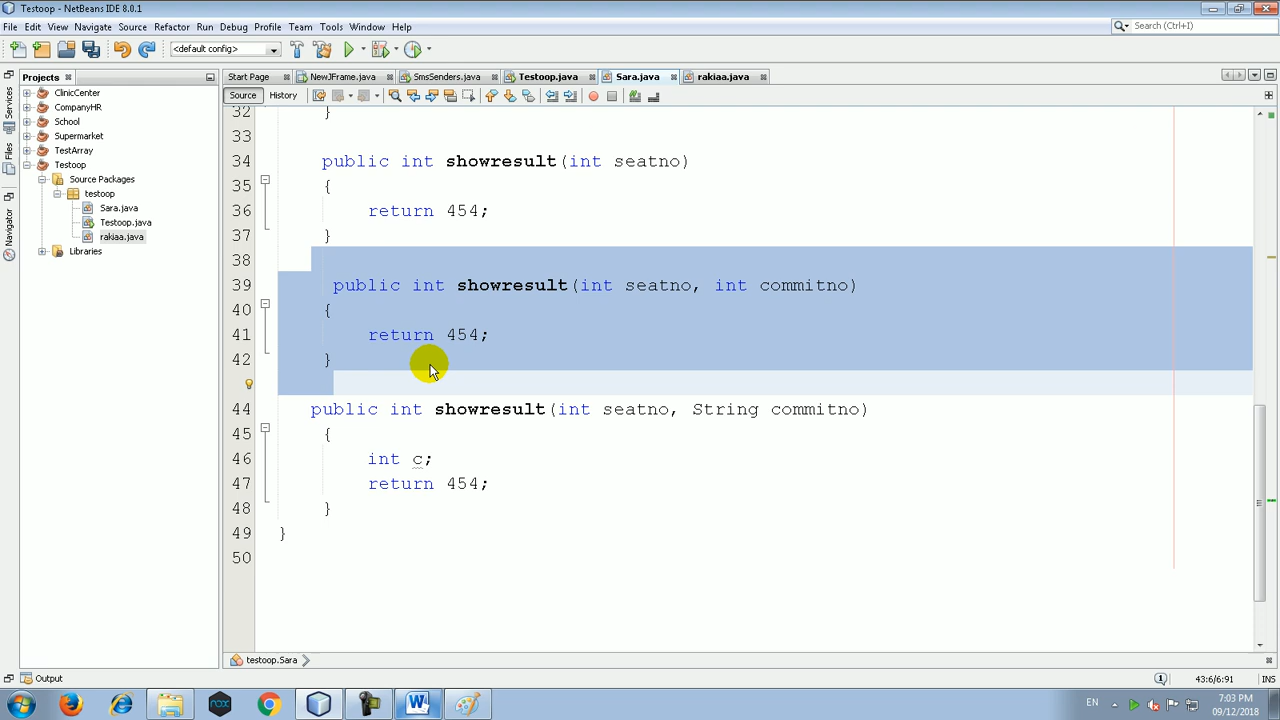 Testoop - NetBeans IDE 8.0.1
File Edit View Navigate Source Refactor Run Debug Profile Team Tools Window Help
Search (Ctrl+I)
<default config>
Projects
Start Page NewJFrame.java SmsSenders.java Testoop.java Sara.java rakiaa.java
Source History
Services
Files
Navigator
ClinicCenter
CompanyHR
School
Supermarket
TestArray
Testoop
Source Packages
testoop
Sara.java
Testoop.java
rakiaa.java
Libraries
32 }
33
34 public int showresult(int seatno)
35 {
36 return 454;
37 }
38
39 public int showresult(int seatno, int commitno)
40 {
41 return 454;
42 }
44 public int showresult(int seatno, String commitno)
45 {
46 int c;
47 return 454;
48 }
49 }
50
testoop.Sara
Output
1 43:6/6:91 INS
nox
EN
7:03 PM
09/12/2018